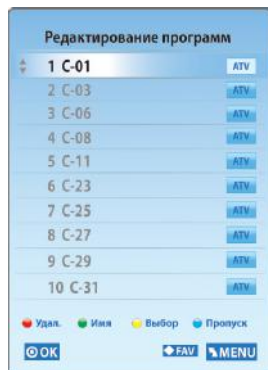 Редактирование программ
1 C-01 ATV
2 C-03 ATV
3 C-06 ATV
4 C-08 ATV
5 C-11 ATV
6 C-23 ATV
7 C-25 ATV
8 C-27 ATV
9 C-29 ATV
10 C-31 ATV
Удал. Имя Выбор Пропуск
OK FAV MENU